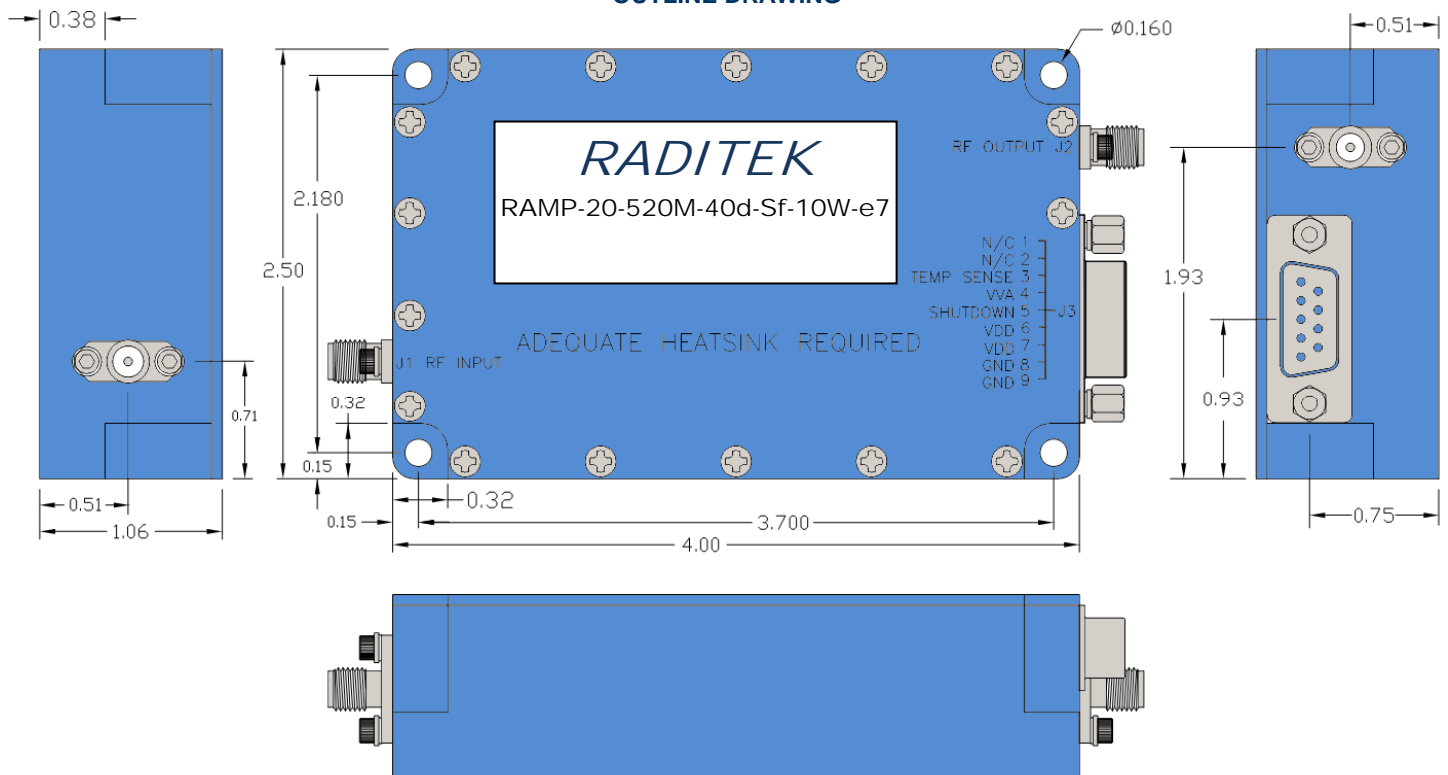 OUTLINE DRAWING
0.38
Ø0.160
0.51
RADITEK
RAMP-20-520M-40d-Sf-10W-e7
RF OUTPUT J2
2.180
2.50
N/C 1
N/C 2
TEMP SENSE 3
VVA 4
SHUTDOWN 5
J3
VDD 6
VDD 7
GND 8
GND 9
1.93
0.93
ADEQUATE HEATSINK REQUIRED
J1 RF INPUT
0.71
0.32
0.15
0.51
1.06
0.32
0.15
3.700
4.00
0.75